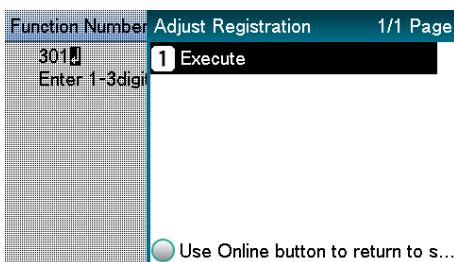 Function Number
Adjust Registration 1/1 Page
301
Enter 1-3digi
1 Execute
Use Online button to return to s...